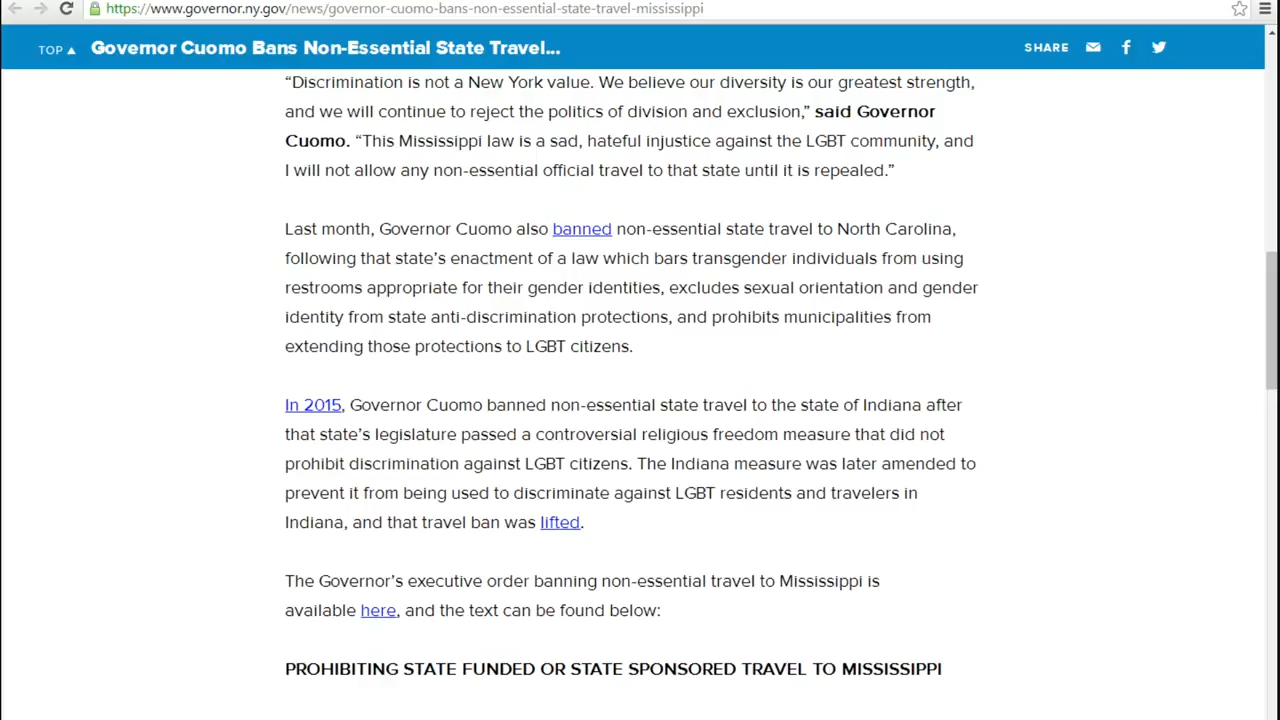 https://www.governor.ny.gov/news/governor-cuomo-bans-non-essential-state-travel-mississippi
TOP ▲ Governor Cuomo Bans Non-Essential State Travel... SHARE
“Discrimination is not a New York value. We believe our diversity is our greatest strength,
and we will continue to reject the politics of division and exclusion,” said Governor
Cuomo. “This Mississippi law is a sad, hateful injustice against the LGBT community, and
I will not allow any non-essential official travel to that state until it is repealed.”
Last month, Governor Cuomo also banned non-essential state travel to North Carolina,
following that state’s enactment of a law which bars transgender individuals from using
restrooms appropriate for their gender identities, excludes sexual orientation and gender
identity from state anti-discrimination protections, and prohibits municipalities from
extending those protections to LGBT citizens.
In 2015, Governor Cuomo banned non-essential state travel to the state of Indiana after
that state’s legislature passed a controversial religious freedom measure that did not
prohibit discrimination against LGBT citizens. The Indiana measure was later amended to
prevent it from being used to discriminate against LGBT residents and travelers in
Indiana, and that travel ban was lifted.
The Governor’s executive order banning non-essential travel to Mississippi is
available here, and the text can be found below:
PROHIBITING STATE FUNDED OR STATE SPONSORED TRAVEL TO MISSISSIPPI